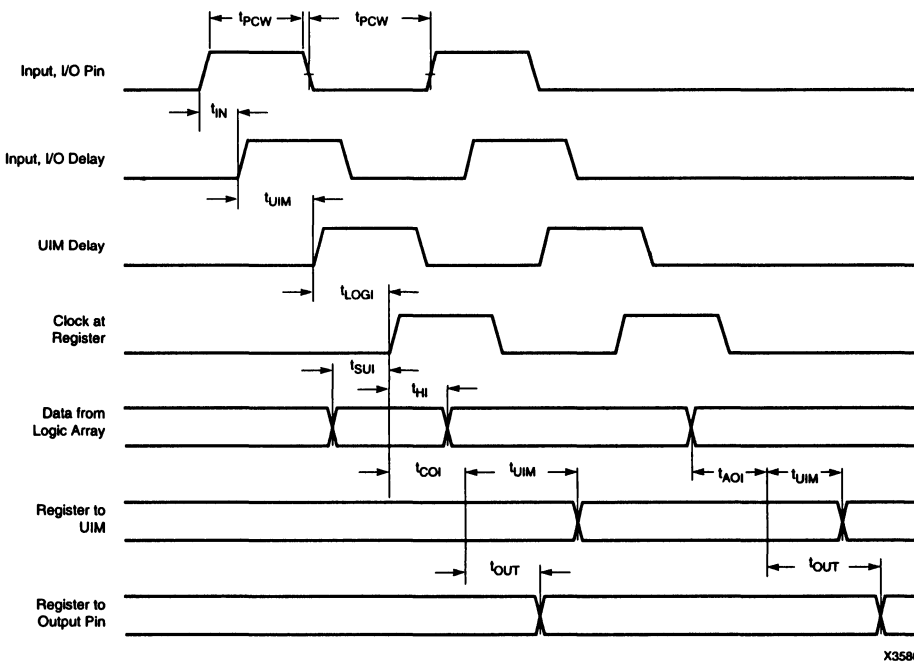 tPCW tPCW
Input, I/O Pin
tIN
Input, I/O Delay
tUIM
UIM Delay
tLOGI
Clock at
Register
tSUI
tHI
Data from
Logic Array
tCOI tUIM tAOI tUIM
Register to
UIM
tOUT tOUT
Register to
Output Pin